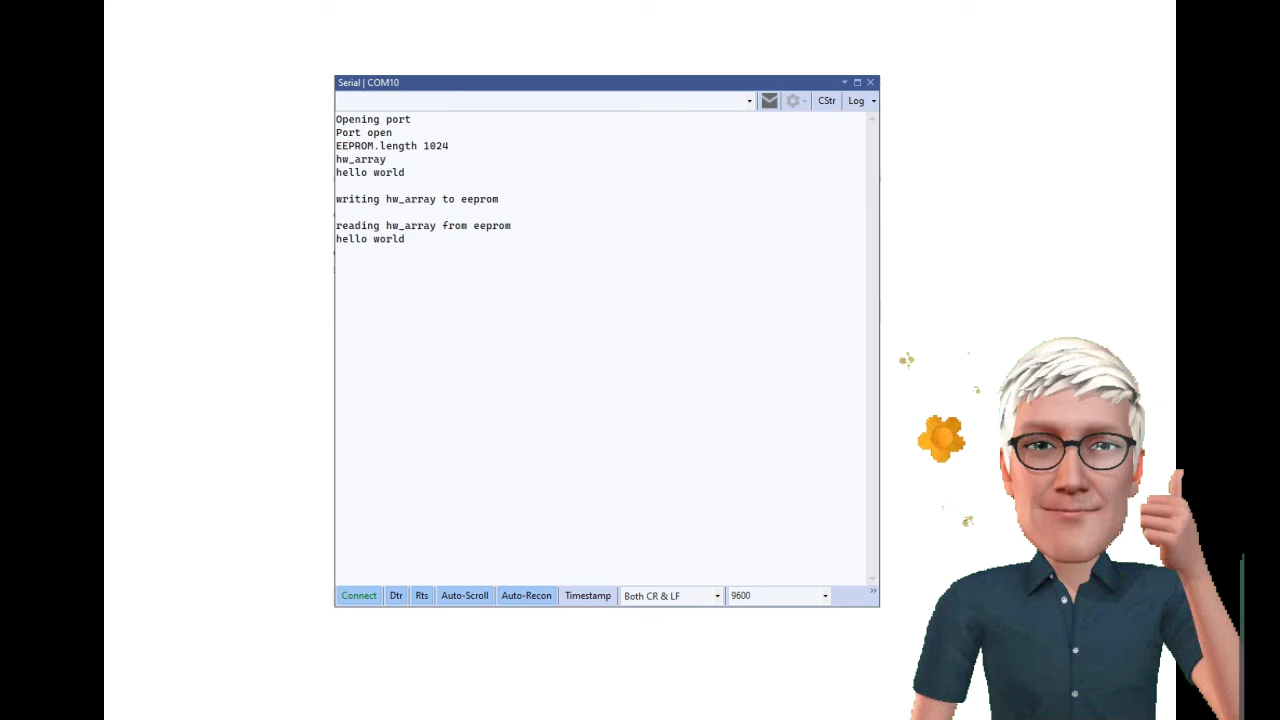 Serial | COM10
CStr
Log
Opening port
Port open
EEPROM.length 1024
hw_array
hello world
writing hw_array to eeprom
reading hw_array from eeprom
hello world
Connect Dtr Rts Auto-Scroll Auto-Recon Timestamp Both CR & LF 9600